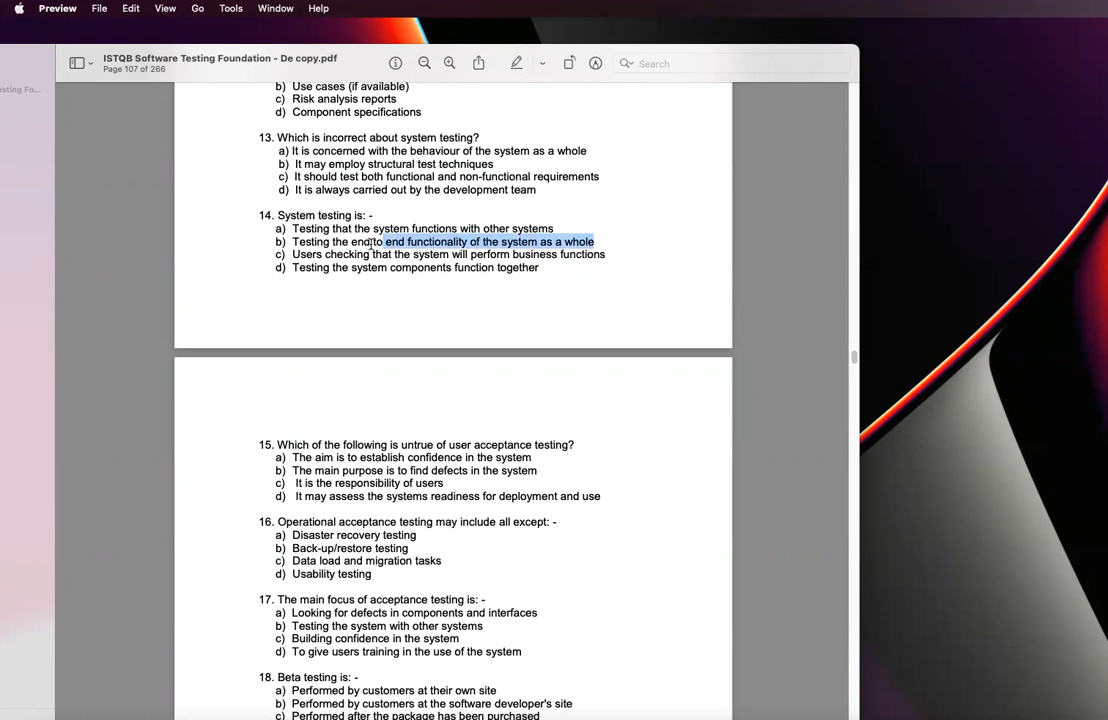 Preview File Edit View Go Tools Window Help
ISTQB Software Testing Foundation - De copy.pdf
Page 107 of 266
Search
esting Fo...
b) Use cases (if available)
c) Risk analysis reports
d) Component specifications
13. Which is incorrect about system testing?
a) It is concerned with the behaviour of the system as a whole
b) It may employ structural test techniques
c) It should test both functional and non-functional requirements
d) It is always carried out by the development team
14. System testing is: -
a) Testing that the system functions with other systems
b) Testing the end to end functionality of the system as a whole
c) Users checking that the system will perform business functions
d) Testing the system components function together
15. Which of the following is untrue of user acceptance testing?
a) The aim is to establish confidence in the system
b) The main purpose is to find defects in the system
c) It is the responsibility of users
d) It may assess the systems readiness for deployment and use
16. Operational acceptance testing may include all except: -
a) Disaster recovery testing
b) Back-up/restore testing
c) Data load and migration tasks
d) Usability testing
17. The main focus of acceptance testing is: -
a) Looking for defects in components and interfaces
b) Testing the system with other systems
c) Building confidence in the system
d) To give users training in the use of the system
18. Beta testing is: -
a) Performed by customers at their own site
b) Performed by customers at the software developer's site
c) Performed after the package has been purchased